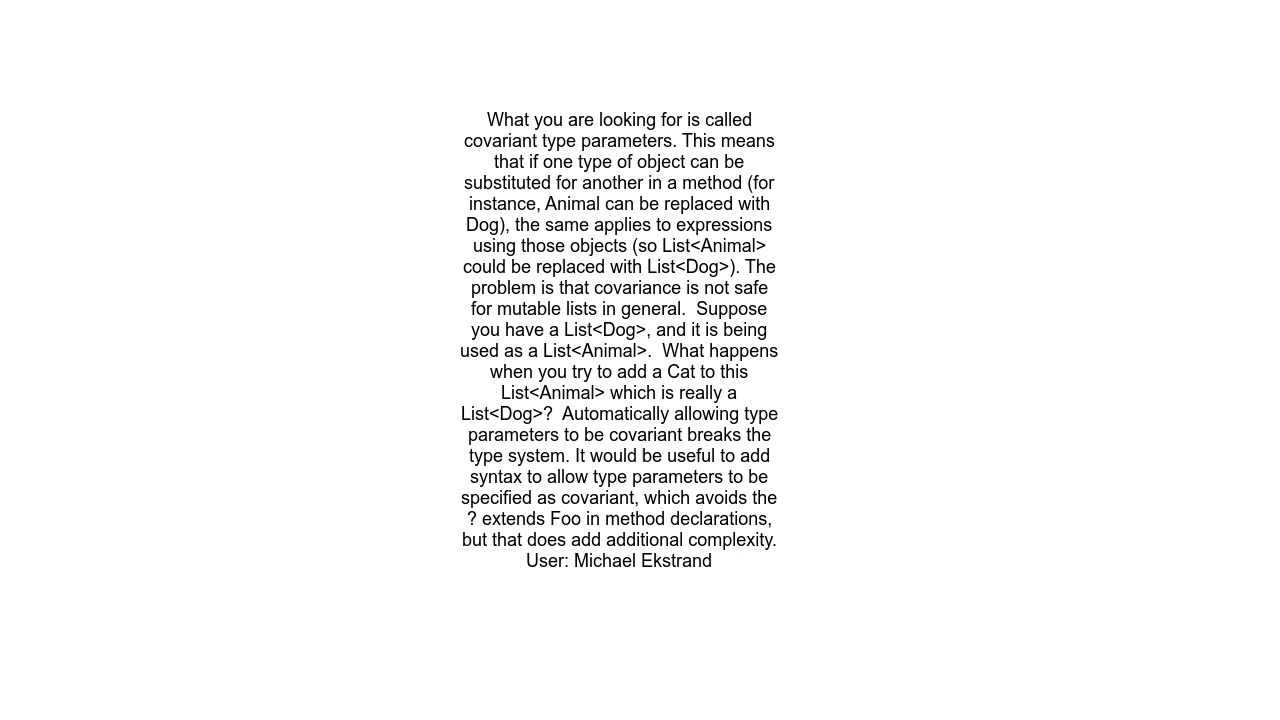 What you are looking for is called
covariant type parameters. This means
that if one type of object can be
substituted for another in a method (for
instance, Animal can be replaced with
Dog), the same applies to expressions
using those objects (so List<Animal>
could be replaced with List<Dog>). The
problem is that covariance is not safe
for mutable lists in general.  Suppose
you have a List<Dog>, and it is being
used as a List<Animal>.  What happens
when you try to add a Cat to this
List<Animal> which is really a
List<Dog>?  Automatically allowing type
parameters to be covariant breaks the
type system. It would be useful to add
syntax to allow type parameters to be
specified as covariant, which avoids the
? extends Foo in method declarations,
but that does add additional complexity.
User: Michael Ekstrand